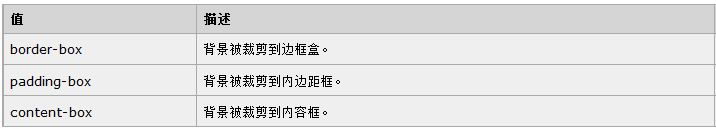 值 描述
border-box 背景被裁剪到边框盒。
padding-box 背景被裁剪到内边距框。
content-box 背景被裁剪到内容框。